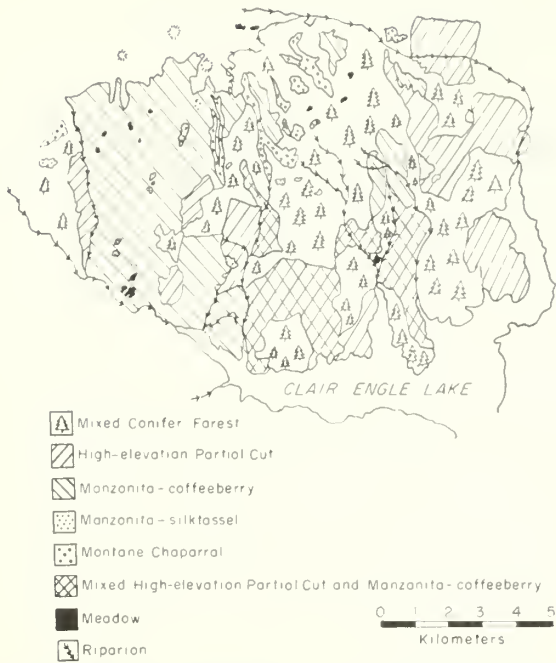 CLAIR ENGLE LAKE
Mixed Conifer Forest
High-elevation Partial Cut
Manzanita-coffeeberry
Manzanita-silktassel
Montane Chaparral
Mixed High-elevation Partial Cut and Manzanita-coffeeberry
Meadow
Riparian
0 1 2 3 4 5
Kilometers